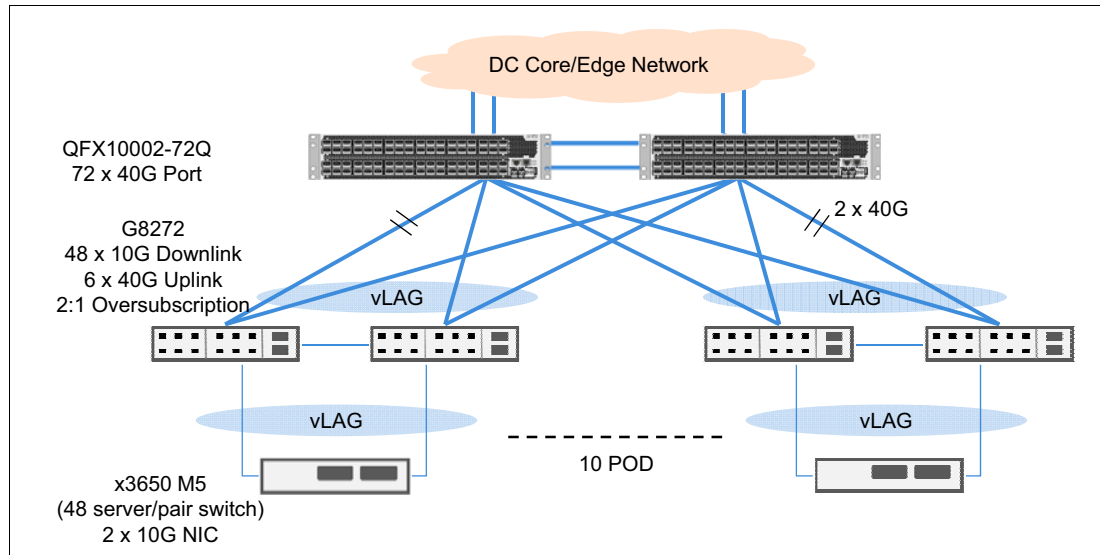 DC Core/Edge Network
QFX10002-72Q
72 x 40G Port
2 x 40G
G8272
48 x 10G Downlink
6 x 40G Uplink
2:1 Oversubscription
vLAG
vLAG
vLAG
vLAG
10 POD
x3650 M5
(48 server/pair switch)
2 x 10G NIC